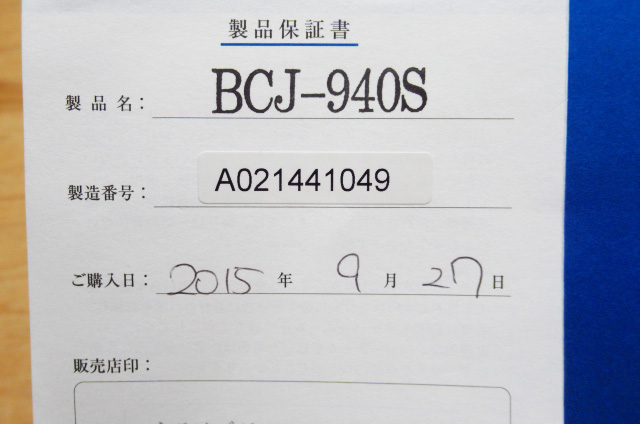 製品保証書
製品名： BCJ-940S
製造番号： A021441049
ご購入日： 2015 年 9 月 27 日
販売店印：